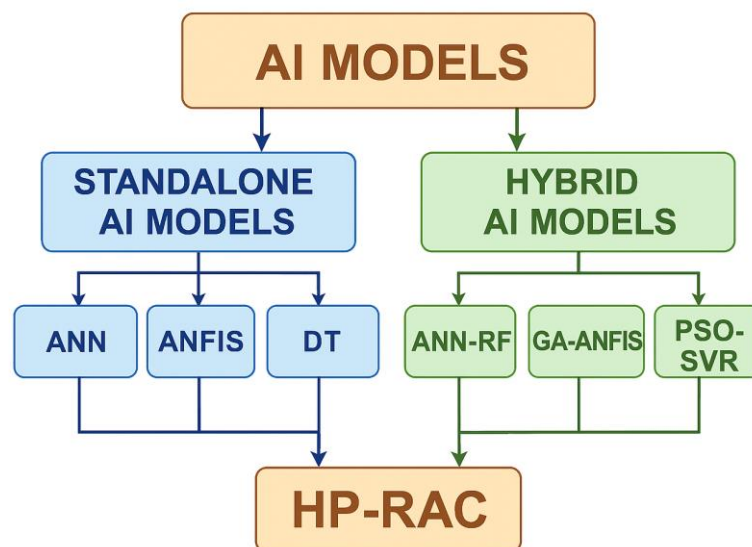 AI MODELS
STANDALONE
AI MODELS
HYBRID
AI MODELS
ANN
ANFIS
DT
ANN-RF
GA-ANFIS
PSO-
SVR
HP-RAC